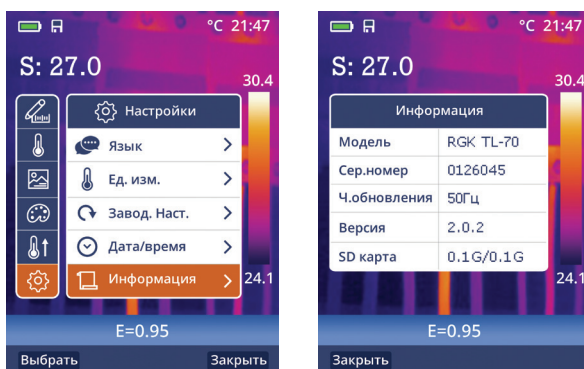 °C 21:47
S: 27.0
30.4
Настройки
Язык
Ед. изм.
Завод. Наст.
Дата/время
Информация
24.1
E=0.95
Выбрать Закрыть
°C 21:47
S: 27.0
30.4
Информация
Модель RGK TL-70
Сер.номер 0126045
Ч.обновления 50Гц
Версия 2.0.2
SD карта 0.1G/0.1G
24.1
E=0.95
Закрыть